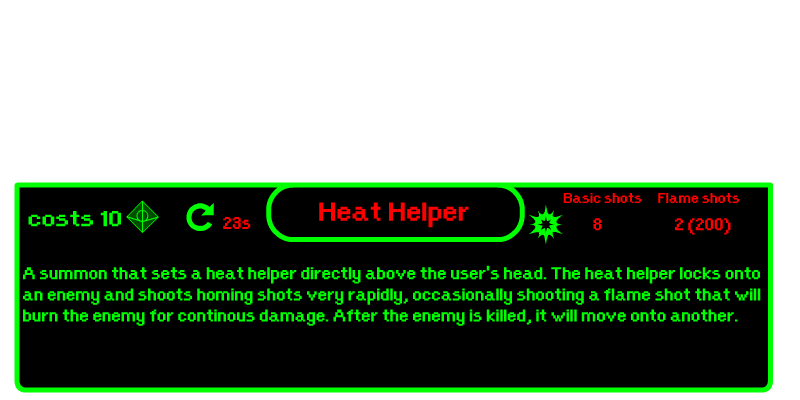 costs 10
23s
Heat Helper
Basic shots
8
Flame shots
2 (200)
A summon that sets a heat helper directly above the user's head. The heat helper locks onto
an enemy and shoots homing shots very rapidly, occasionally shooting a flame shot that will
burn the enemy for continous damage. After the enemy is killed, it will move onto another.